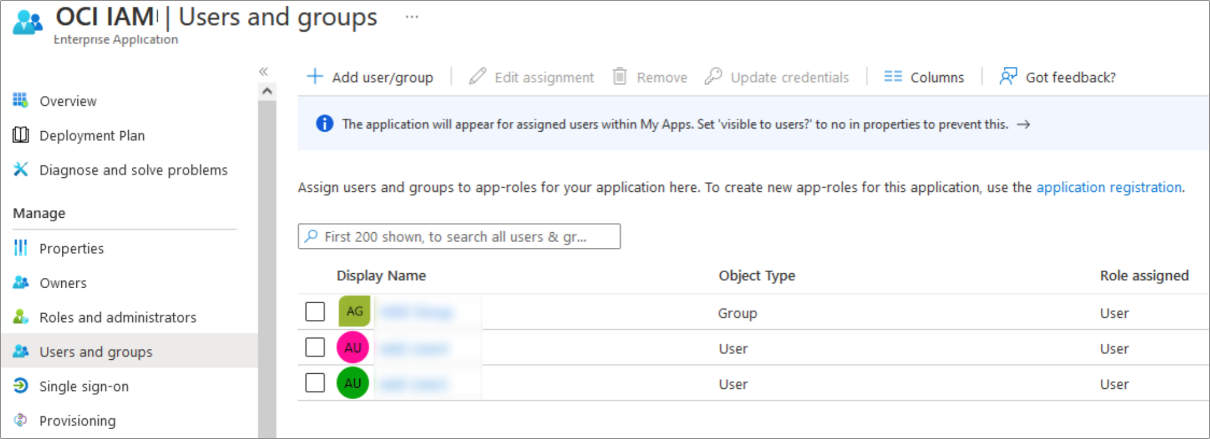 OCI IAM | Users and groups ...
Enterprise Application
Overview
Deployment Plan
Diagnose and solve problems
Manage
Properties
Owners
Roles and administrators
Users and groups
Single sign-on
Provisioning
Add user/group Edit assignment Remove Update credentials Columns Got feedback?
The application will appear for assigned users within My Apps. Set 'visible to users?' to no in properties to prevent this. →
Assign users and groups to app-roles for your application here. To create new app-roles for this application, use the application registration.
First 200 shown, to search all users & gr...
Display Name Object Type Role assigned
AG Group User
AU User User
AU User User